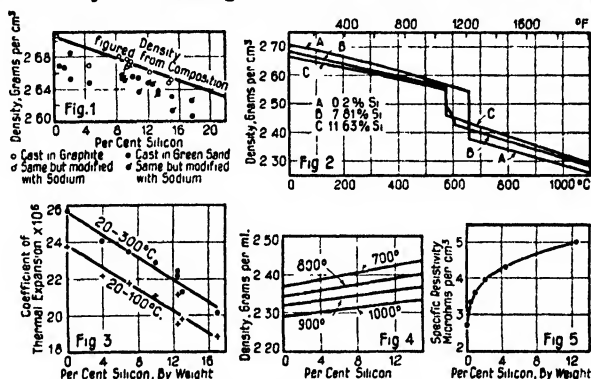 Density, Grams per cm³
2 68
2 64
2 60
Density
figured from Composition
Fig.1
0 5 10 15 20
Per Cent Silicon
Cast in Graphite
Same but modified
with Sodium
Cast in Green Sand
Same but modified
with Sodium
400 800 1200 1600 °F
Density, Grams per cm³
2 70
2 60
2 50
2 40
2 30
A
B
C
A 0 2% Si
B 7 81% Si
C 11 63% Si
C
B
A
Fig 2
0 200 400 600 800 1000°C
Coefficient of
Thermal Expansion ×10⁶
26
24
22
20
18
20-300°C.
20-100°C.
Fig 3
0 4 8 12 16
Per Cent Silicon, By Weight
Density, Grams per ml.
2 50
2 40
2 30
2 20
700°
800°
900°
1000°
Fig 4
0 5 10
Per Cent Silicon
Specific Resistivity
Microhms per cm³
5
4
3
2
Fig 5
0 4 8 12
Per Cent Silicon, By Weight